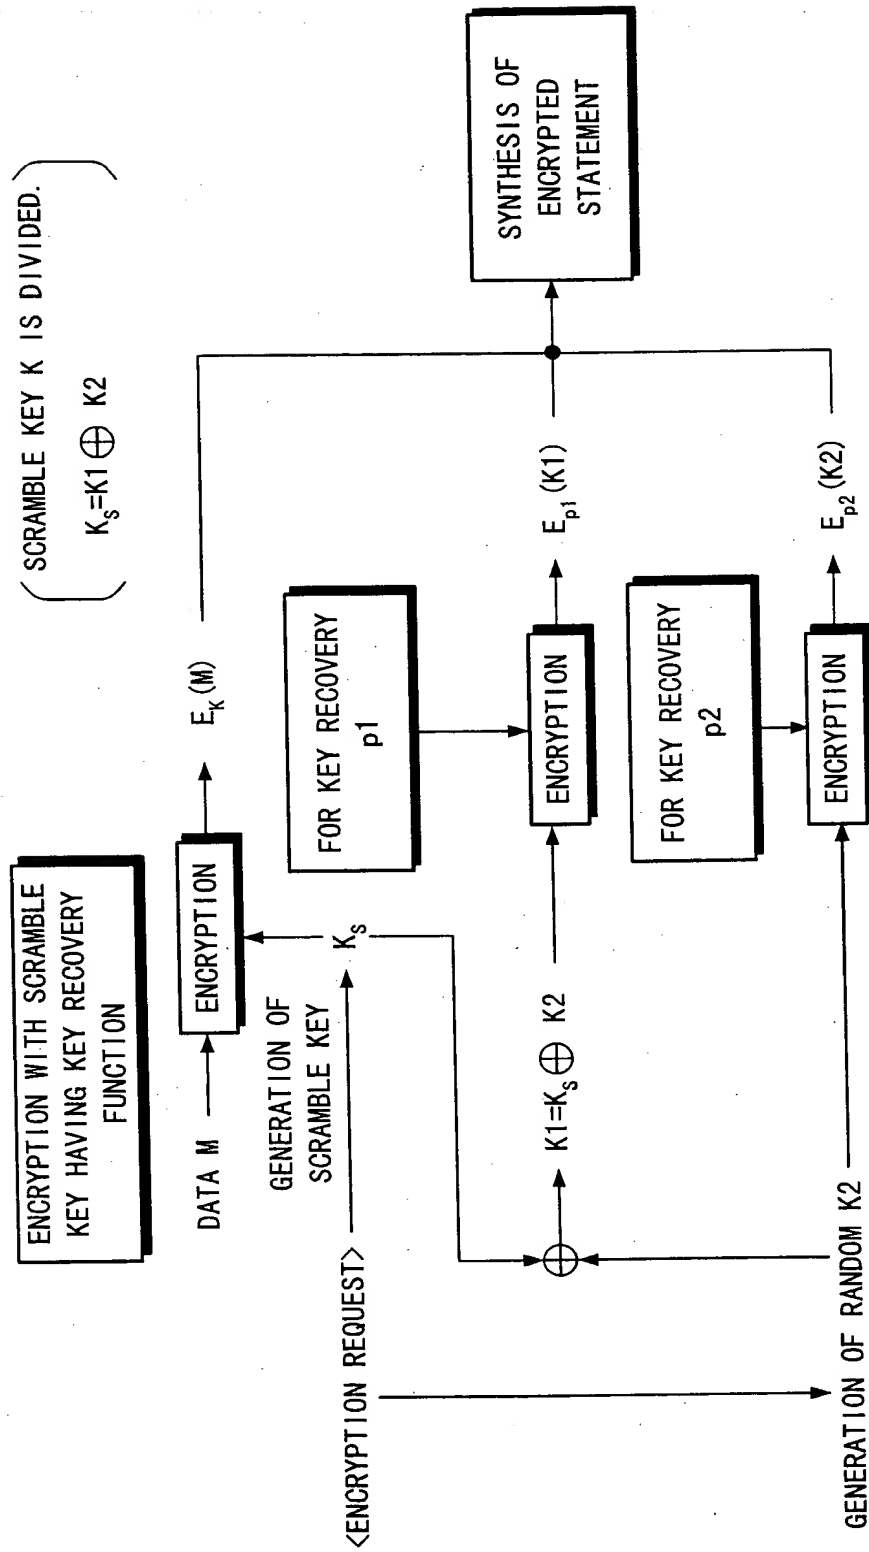 ENCRYPTION WITH SCRAMBLE
KEY HAVING KEY RECOVERY
FUNCTION
(SCRAMBLE KEY K IS DIVIDED.
K_S=K1⊕K2)
DATA M
ENCRYPTION
E_K(M)
GENERATION OF
SCRAMBLE KEY
<ENCRYPTION REQUEST>
K_S
FOR KEY RECOVERY
p1
SYNTHESIS OF
ENCRYPTED
STATEMENT
K1=K_S⊕K2
ENCRYPTION
E_p1(K1)
FOR KEY RECOVERY
p2
GENERATION OF RANDOM K2
ENCRYPTION
E_p2(K2)